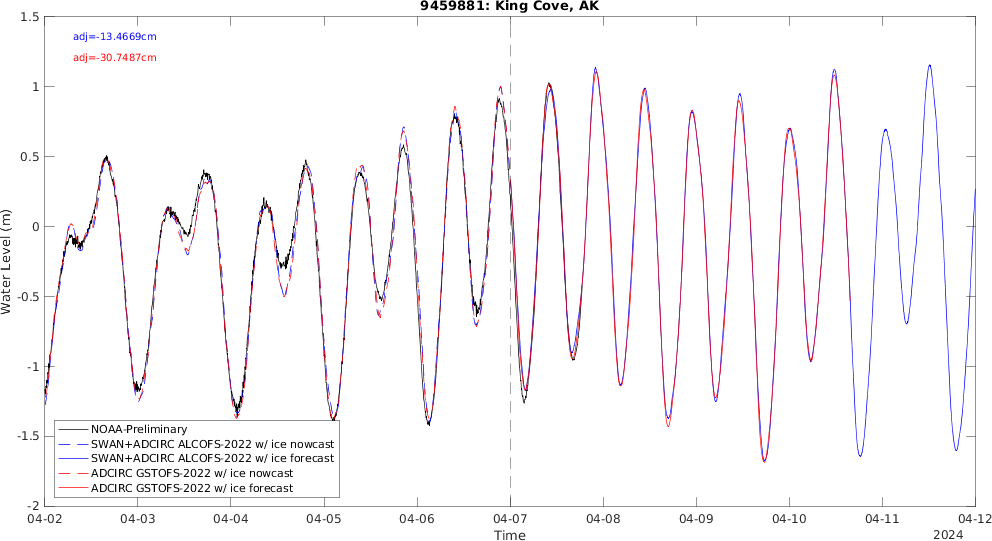 9459881: King Cove, AK
1.5
adj=-13.4669cm
adj=-30.7487cm
1
0.5
0
-0.5
-1
-1.5
-2
Water Level (m)
NOAA-Preliminary
SWAN+ADCIRC ALCOFS-2022 w/ ice nowcast
SWAN+ADCIRC ALCOFS-2022 w/ ice forecast
ADCIRC GSTOFS-2022 w/ ice nowcast
ADCIRC GSTOFS-2022 w/ ice forecast
04-02 04-03 04-04 04-05 04-06 04-07 04-08 04-09 04-10 04-11 04-12
Time
2024